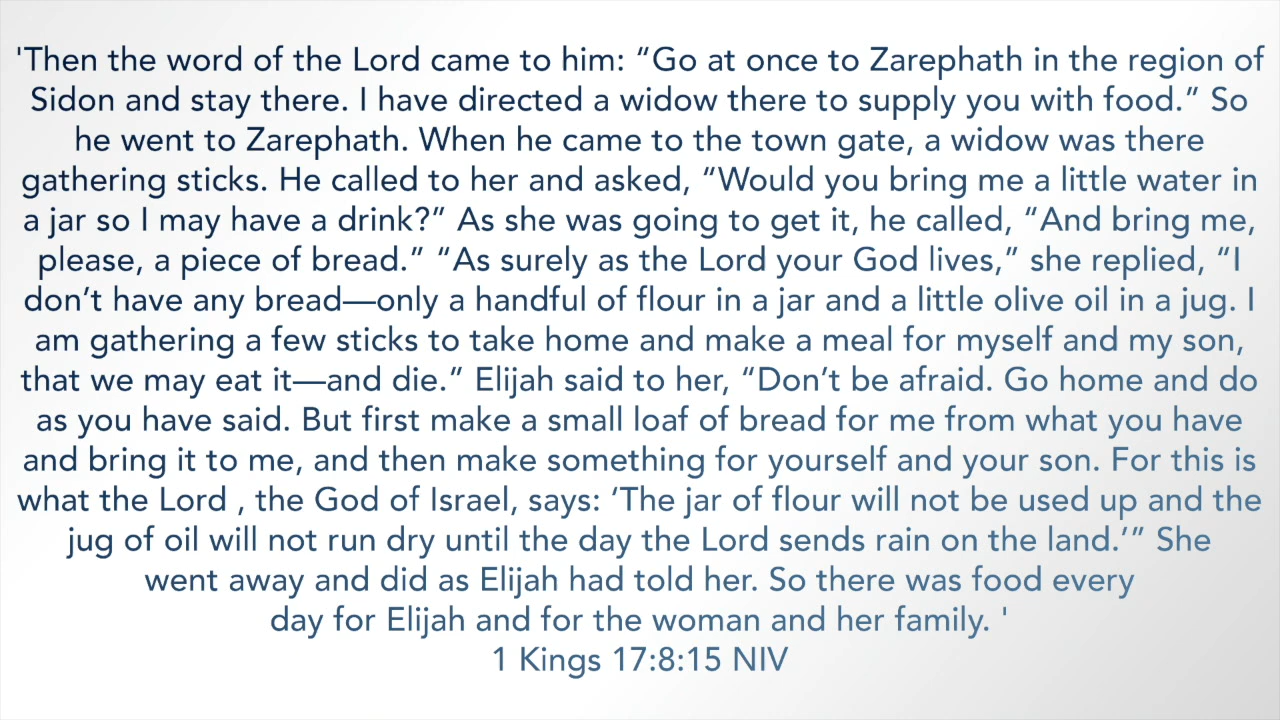 'Then the word of the Lord came to him: “Go at once to Zarephath in the region of
Sidon and stay there. I have directed a widow there to supply you with food.” So
he went to Zarephath. When he came to the town gate, a widow was there
gathering sticks. He called to her and asked, “Would you bring me a little water in
a jar so I may have a drink?” As she was going to get it, he called, “And bring me,
please, a piece of bread.” “As surely as the Lord your God lives,” she replied, “I
don’t have any bread—only a handful of flour in a jar and a little olive oil in a jug. I
am gathering a few sticks to take home and make a meal for myself and my son,
that we may eat it—and die.” Elijah said to her, “Don’t be afraid. Go home and do
as you have said. But first make a small loaf of bread for me from what you have
and bring it to me, and then make something for yourself and your son. For this is
what the Lord , the God of Israel, says: ‘The jar of flour will not be used up and the
jug of oil will not run dry until the day the Lord sends rain on the land.’” She
went away and did as Elijah had told her. So there was food every
day for Elijah and for the woman and her family. '
1 Kings 17:8:15 NIV